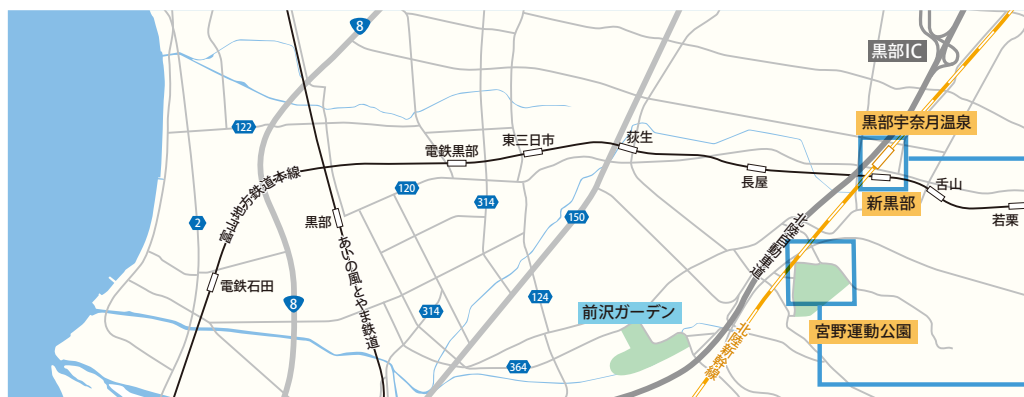 8
黒部IC
黒部宇奈月温泉
122
東三日市
荻生
電鉄黒部
長屋
舌山
120
富山地方鉄道本線
314
新黒部
若栗
2
黒部
150
北陸自動車道
あいの風とやま鉄道
電鉄石田
8
124
314
前沢ガーデン
宮野運動公園
北陸新幹線
364